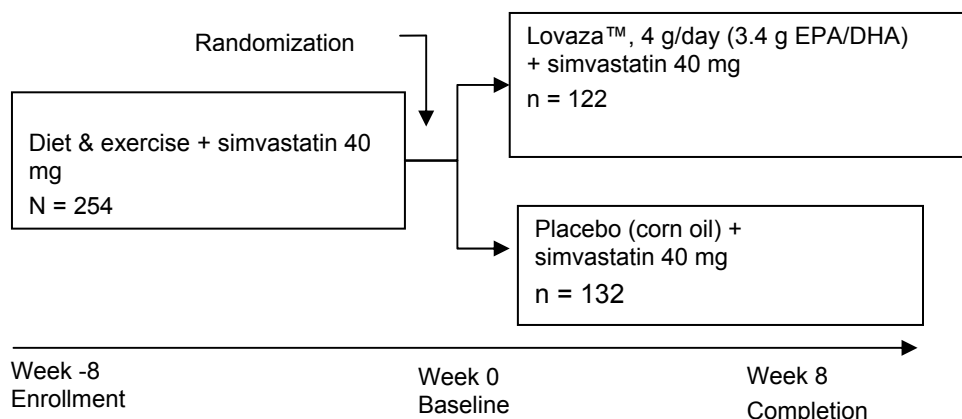 Randomization
Lovaza™, 4 g/day (3.4 g EPA/DHA)
+ simvastatin 40 mg
n = 122
Diet & exercise + simvastatin 40
mg
N = 254
Placebo (corn oil) +
simvastatin 40 mg
n = 132
Week -8
Enrollment
Week 0
Baseline
Week 8
Completion